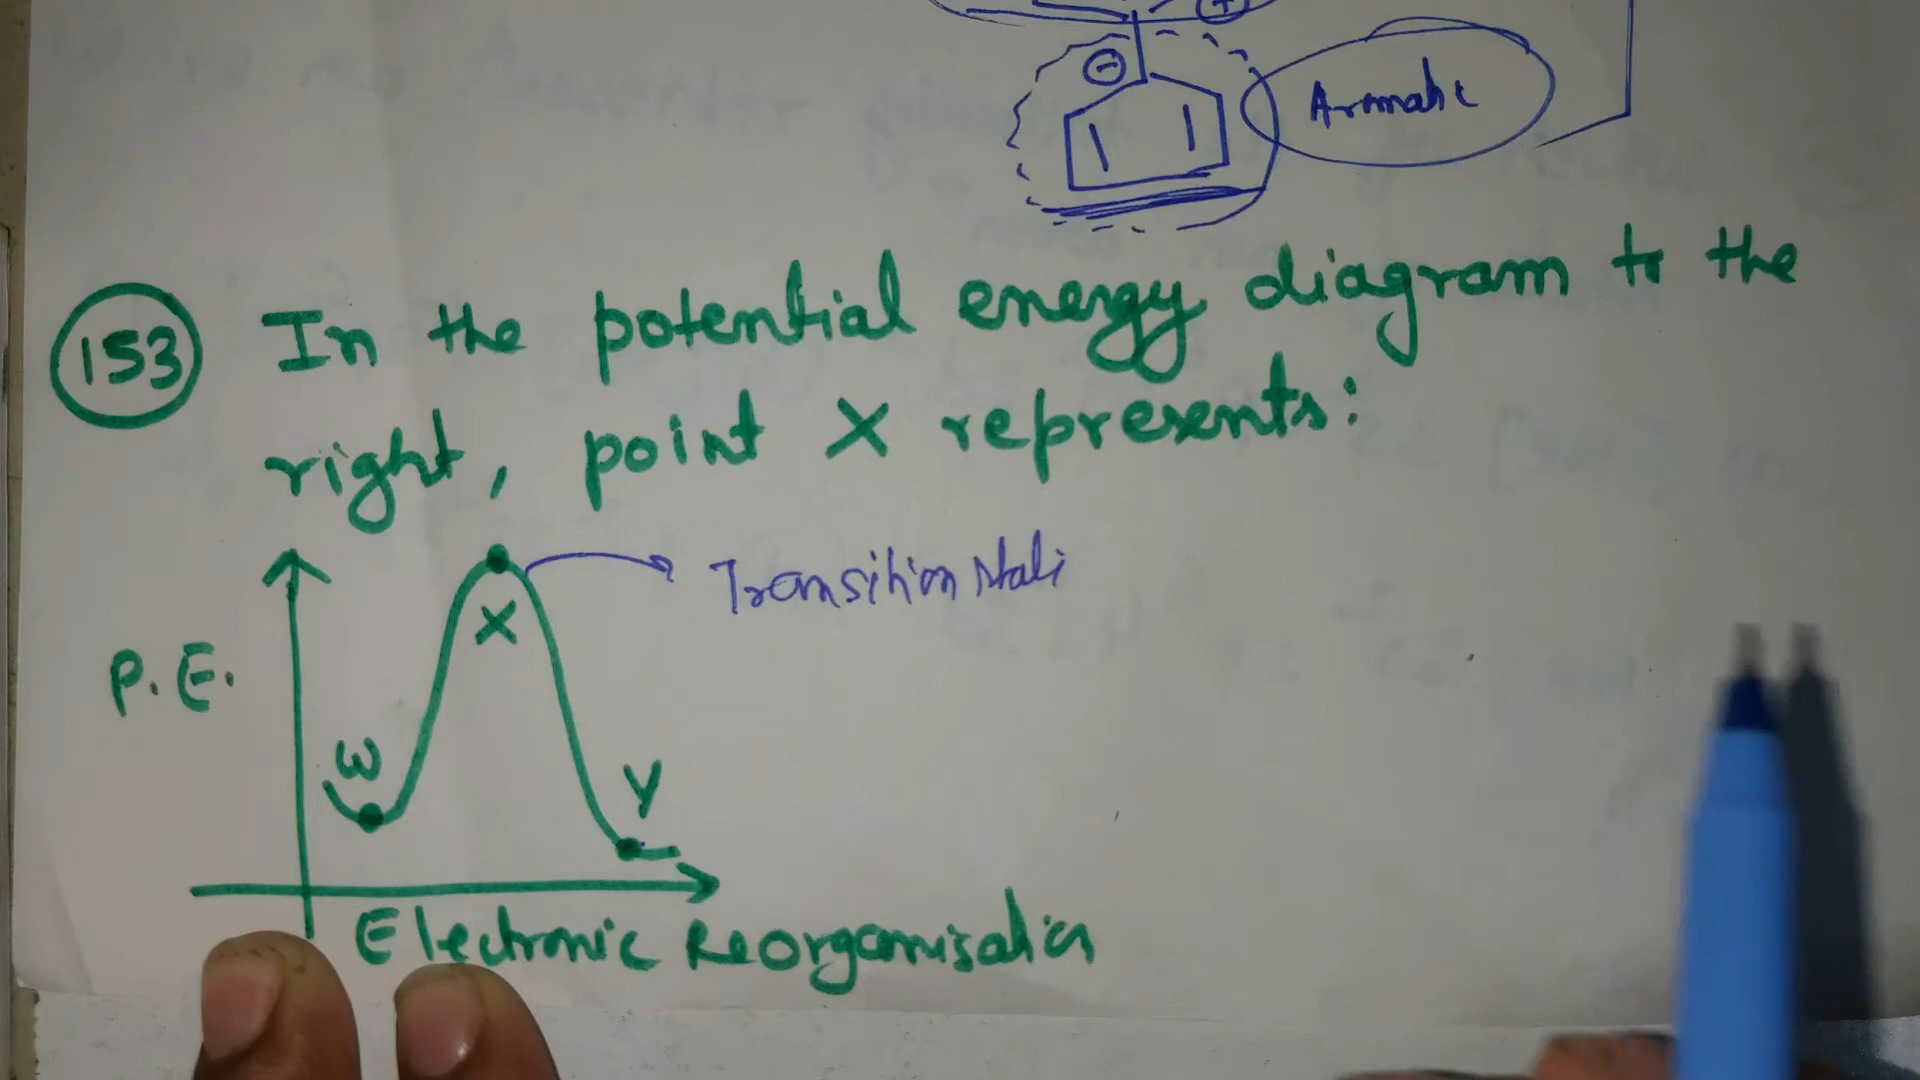 +
−
Aromatic
153 In the potential energy diagram to the
right, point X represents:
Transition state
X
P.E.
W
Y
Electronic Reorganisation